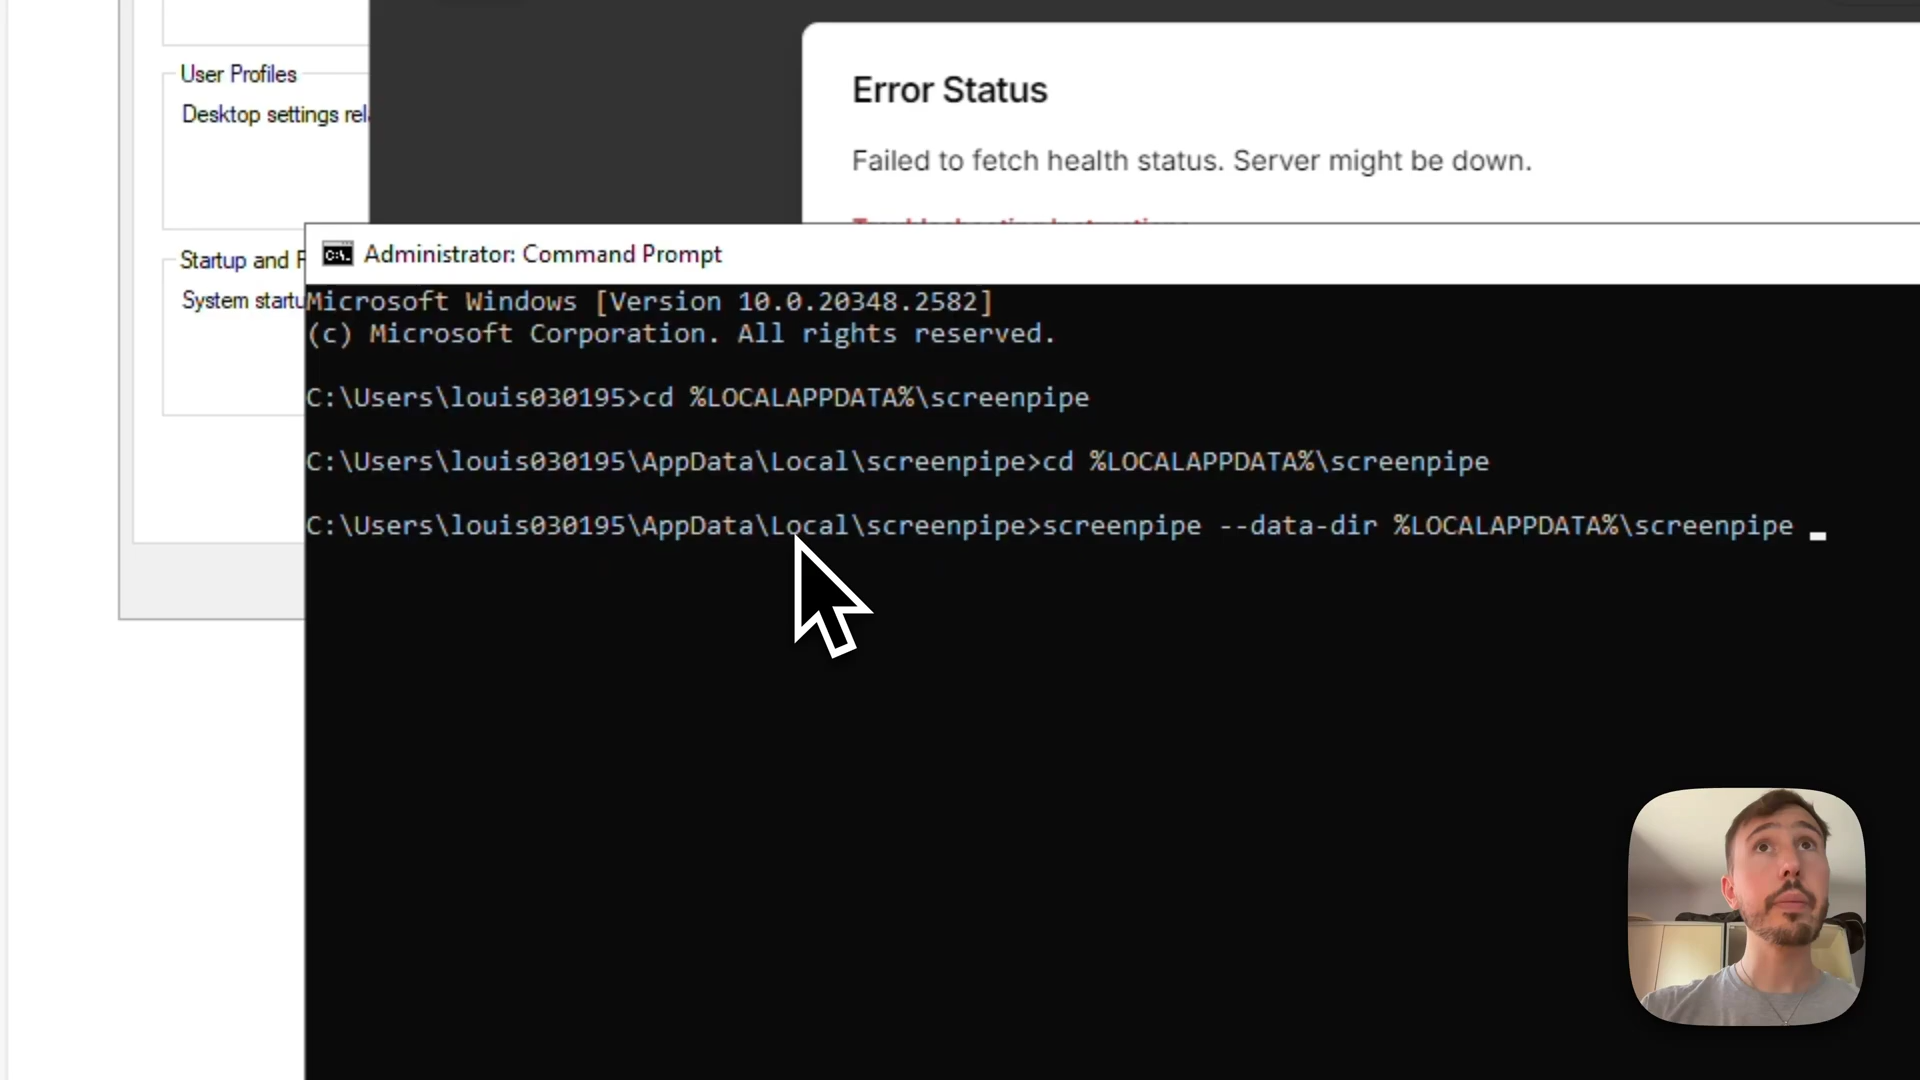 User Profiles
Desktop settings rel
Startup and
System startu
Error Status
Failed to fetch health status. Server might be down.
Administrator: Command Prompt
Microsoft Windows [Version 10.0.20348.2582]
(c) Microsoft Corporation. All rights reserved.
C:\Users\louis030195>cd %LOCALAPPDATA%\screenpipe
C:\Users\louis030195\AppData\Local\screenpipe>cd %LOCALAPPDATA%\screenpipe
C:\Users\louis030195\AppData\Local\screenpipe>screenpipe --data-dir %LOCALAPPDATA%\screenpipe